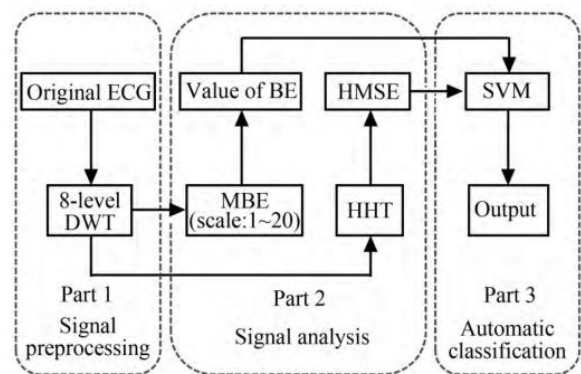 Original ECG
8-level
DWT
Part 1
Signal
preprocessing
Value of BE
HMSE
MBE
(scale:1~20)
HHT
Part 2
Signal analysis
SVM
Output
Part 3
Automatic
classification